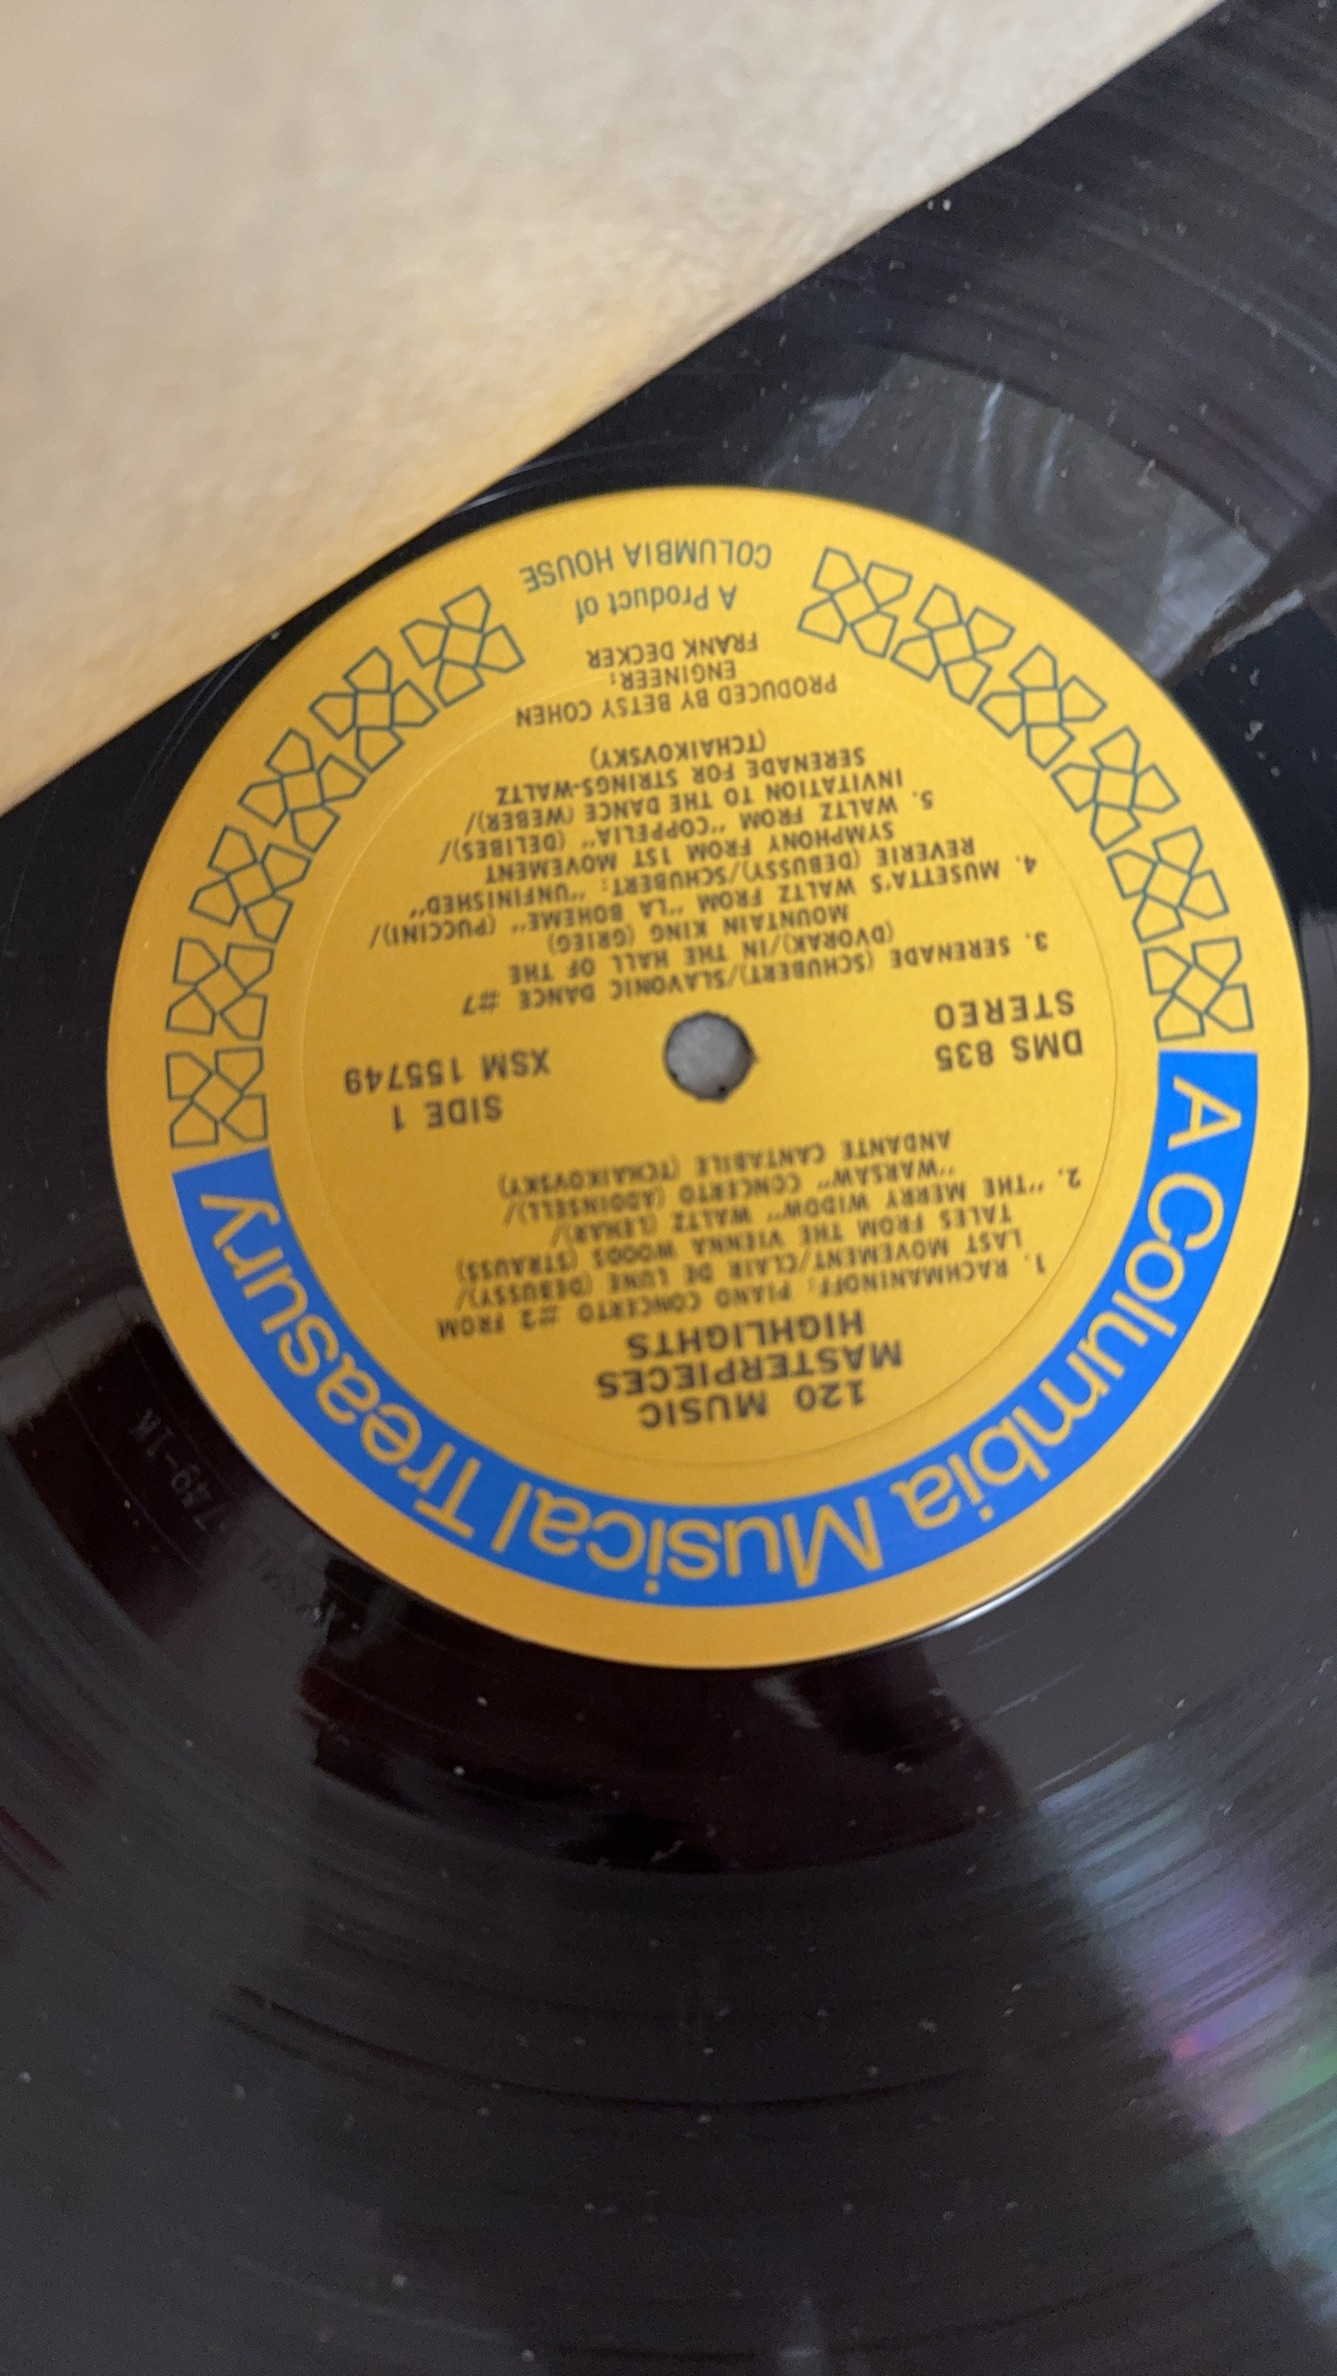 A Columbia Musical Treasury
120 MUSIC
MASTERPIECES
HIGHLIGHTS
1. RACHMANINOFF: PIANO CONCERTO #2 FROM
LAST MOVEMENT/CLAIR DE LUNE (DEBUSSY)/
TALES FROM THE VIENNA WOODS (STRAUSS)
2. "THE MERRY WIDOW" WALTZ (LEHAR)/
"WARSAW" CONCERTO (ADDINSELL)/
ANDANTE CANTABILE (TCHAIKOVSKY)
SIDE 1
DMS 835
XSM 155749
STEREO
3. SERENADE (SCHUBERT)/SLAVONIC DANCE #7
(DVORAK)/IN THE HALL OF THE
MOUNTAIN KING (GRIEG)
4. MUSETTA'S WALTZ FROM "LA BOHEME" (PUCCINI)/
REVERIE (DEBUSSY)/SCHUBERT: "UNFINISHED"
SYMPHONY FROM 1ST MOVEMENT
5. WALTZ FROM "COPPELIA" (DELIBES)/
INVITATION TO THE DANCE (WEBER)/
SERENADE FOR STRINGS-WALTZ
(TCHAIKOVSKY)
PRODUCED BY BETSY COHEN
ENGINEER:
FRANK DECKER
A Product of
COLUMBIA HOUSE